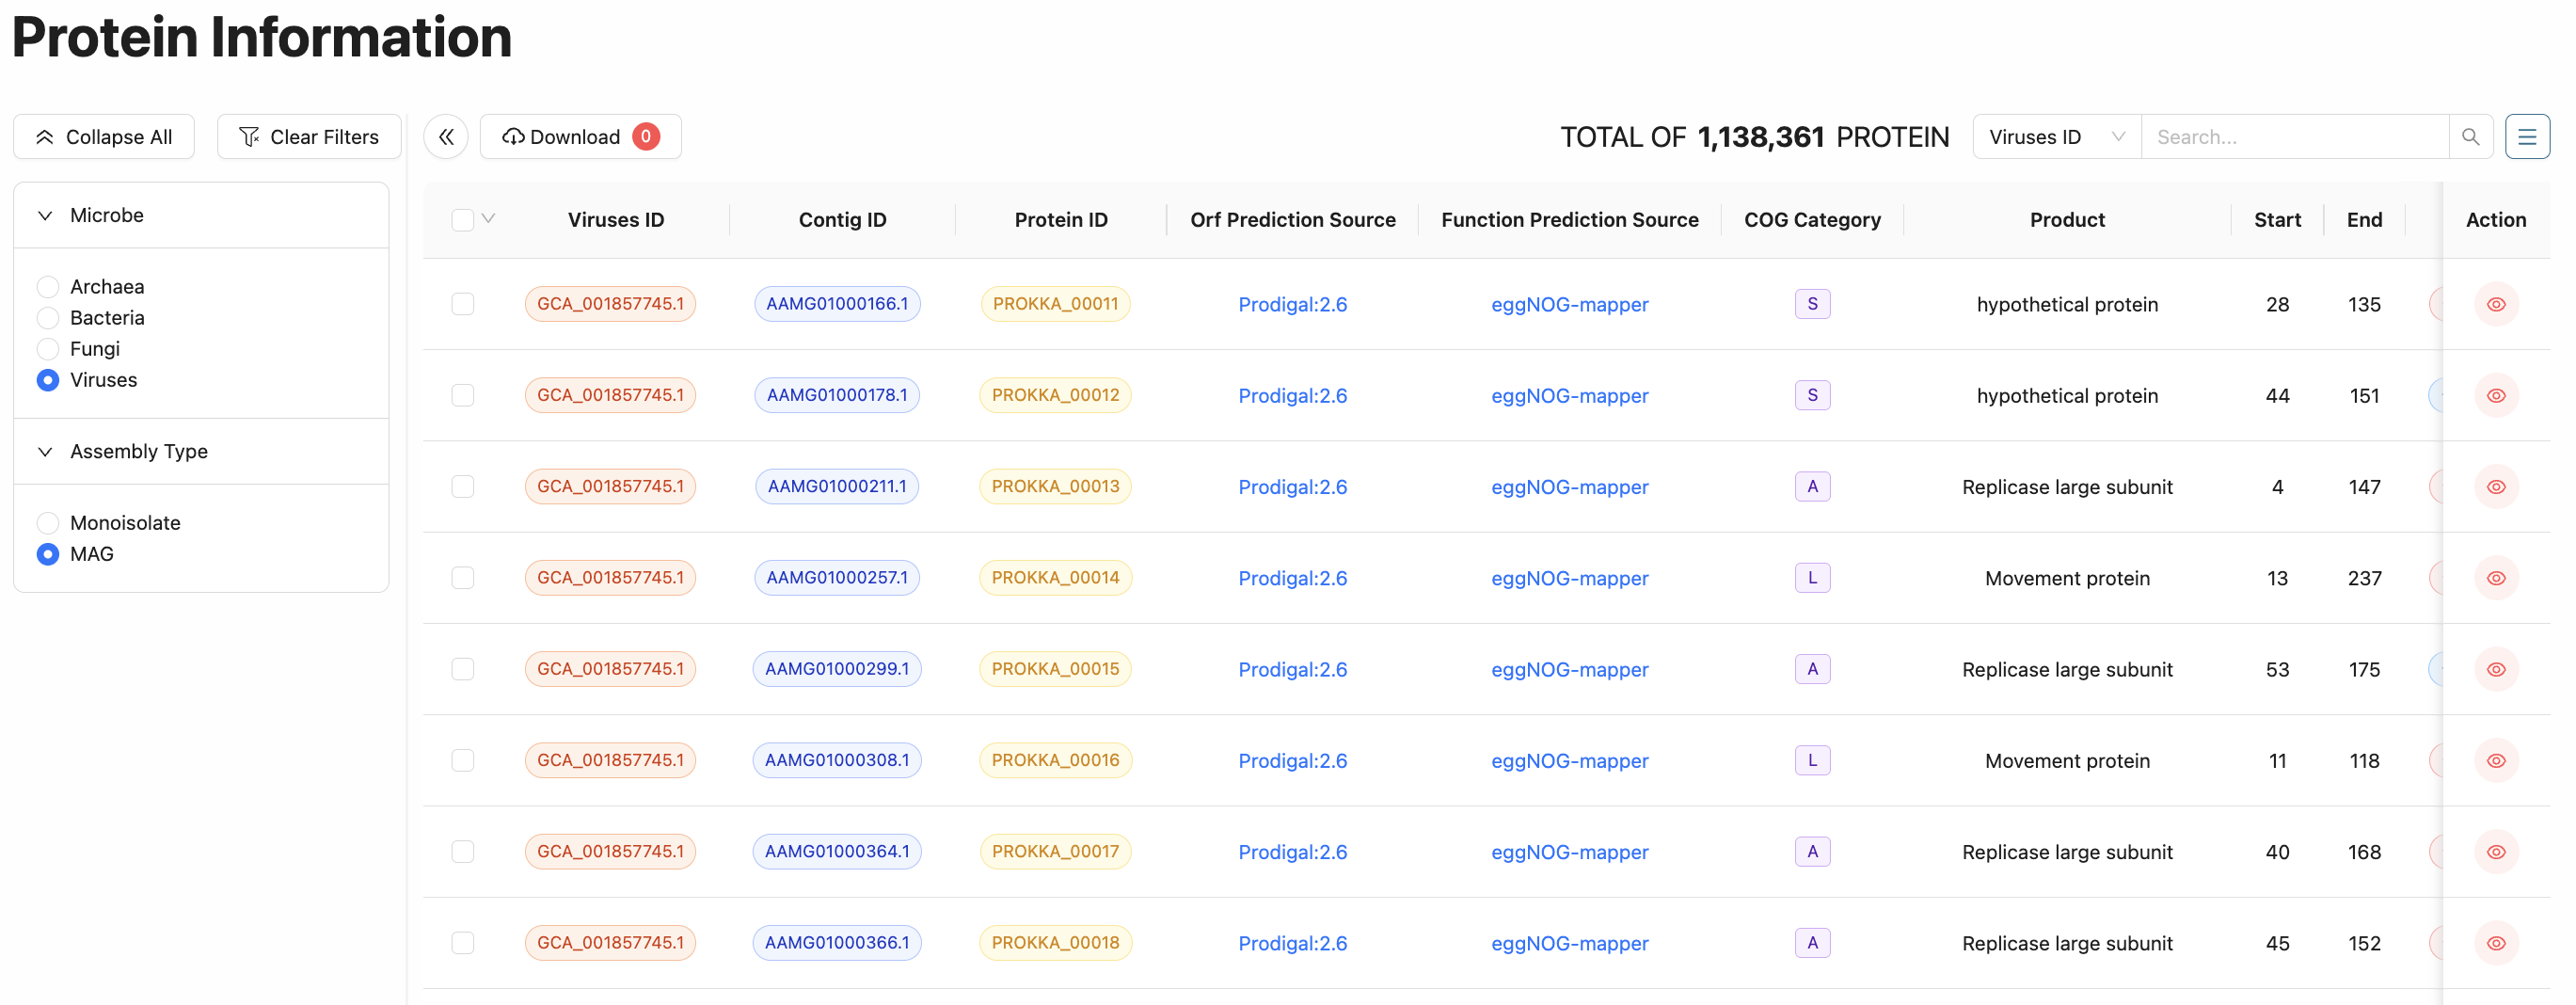 Protein Information
Collapse All Clear Filters Download 0 TOTAL OF 1,138,361 PROTEIN Viruses ID Search...
Microbe
Archaea
Bacteria
Fungi
Viruses
Assembly Type
Monoisolate
MAG
Viruses ID Contig ID Protein ID Orf Prediction Source Function Prediction Source COG Category Product Start End Action
GCA_001857745.1 AAMG01000166.1 PROKKA_00011 Prodigal:2.6 eggNOG-mapper S hypothetical protein 28 135
GCA_001857745.1 AAMG01000178.1 PROKKA_00012 Prodigal:2.6 eggNOG-mapper S hypothetical protein 44 151
GCA_001857745.1 AAMG01000211.1 PROKKA_00013 Prodigal:2.6 eggNOG-mapper A Replicase large subunit 4 147
GCA_001857745.1 AAMG01000257.1 PROKKA_00014 Prodigal:2.6 eggNOG-mapper L Movement protein 13 237
GCA_001857745.1 AAMG01000299.1 PROKKA_00015 Prodigal:2.6 eggNOG-mapper A Replicase large subunit 53 175
GCA_001857745.1 AAMG01000308.1 PROKKA_00016 Prodigal:2.6 eggNOG-mapper L Movement protein 11 118
GCA_001857745.1 AAMG01000364.1 PROKKA_00017 Prodigal:2.6 eggNOG-mapper A Replicase large subunit 40 168
GCA_001857745.1 AAMG01000366.1 PROKKA_00018 Prodigal:2.6 eggNOG-mapper A Replicase large subunit 45 152